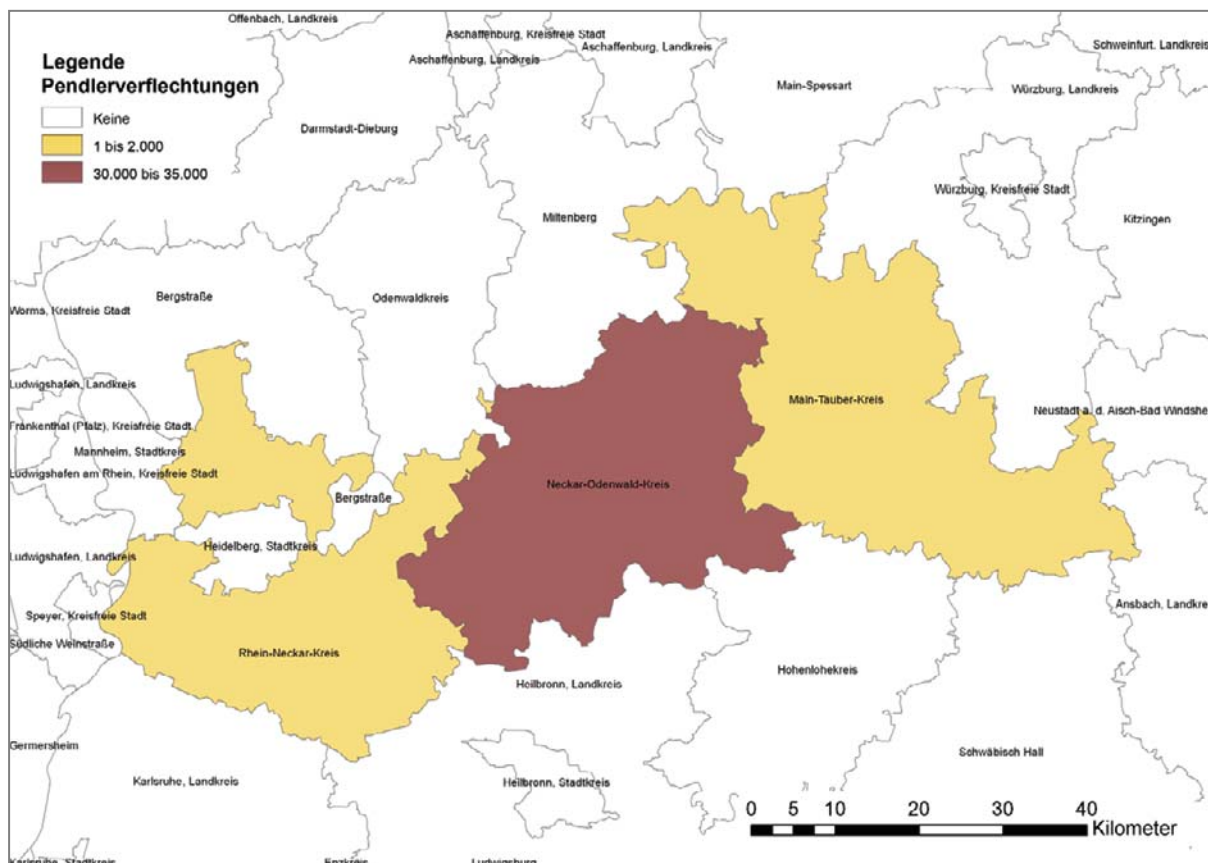 Offenbach, Landkreis
Aschaffenburg, Kreisfreie Stadt
Aschaffenburg, Landkreis
Aschaffenburg, Landkreis
Schweinfurt, Landkreis
Legende
Pendlerverflechtungen
Keine
1 bis 2.000
30.000 bis 35.000
Main-Spessart
Würzburg, Landkreis
Darmstadt-Dieburg
Würzburg, Kreisfreie Stadt
Miltenberg
Kitzingen
Bergstraße
Odenwaldkreis
Worms, Kreisfreie Stadt
Ludwigshafen, Landkreis
Main-Tauber-Kreis
Neustadt a. d. Aisch-Bad Windshe
Frankenthal (Pfalz), Kreisfreie Stadt
Mannheim, Stadtkreis
Ludwigshafen am Rhein, Kreisfreie Stadt
Neckar-Odenwald-Kreis
Bergstraße
Heidelberg, Stadtkreis
Ludwigshafen, Landkreis
Ansbach, Landkre
Speyer, Kreisfreie Stadt
Südliche Weinstraße
Rhein-Neckar-Kreis
Hohenlohekreis
Heilbronn, Landkreis
Germersheim
Schwäbisch Hall
Karlsruhe, Landkreis
Heilbronn, Stadtkreis
0 5 10 20 30 40
Kilometer
Karlsruhe, Stadtkreis
Enzkreis
Ludwigsburg